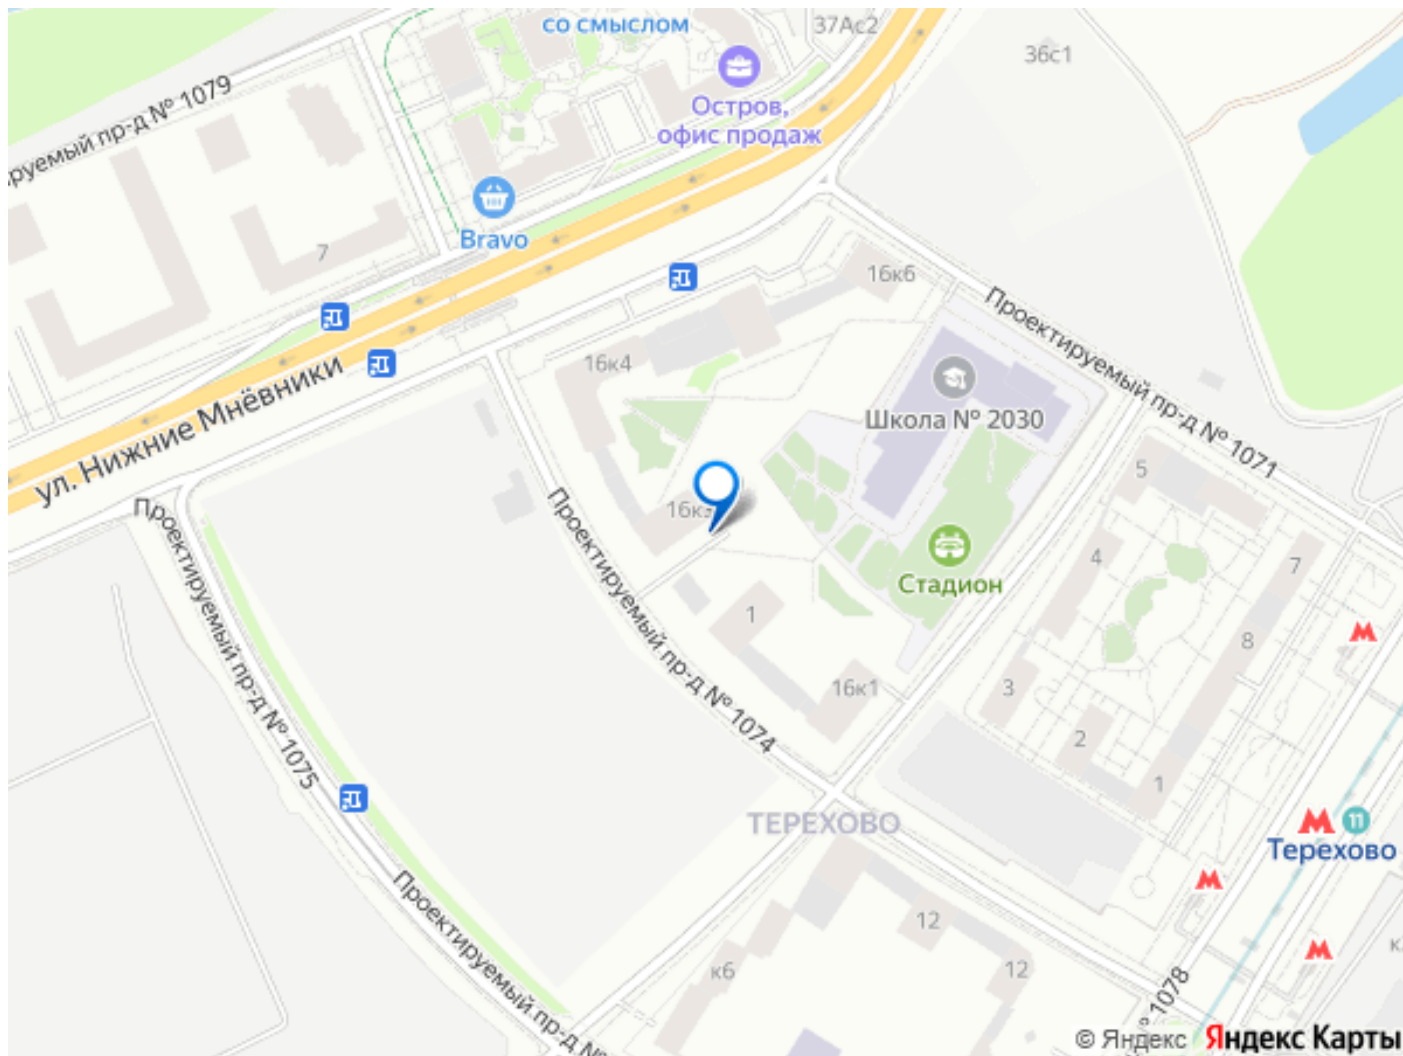 со смыслом
37Ас2
36с1
Остров,
офис продаж
пр-д № 1079
Bravo
7
16к6
Проектируемый пр-д № 1071
16к4
Школа № 2030
ул. Нижние Мнёвники
5
Проектируемый пр-д № 1075
Проектируемый пр-д № 1074
4
7
Стадион
1
8
3
16к1
2
1
ТЕРЕХОВО
11
Терехово
Проектируемый пр-д №
12
к6
12
№ 1078
© Яндекс Яндекс Карты